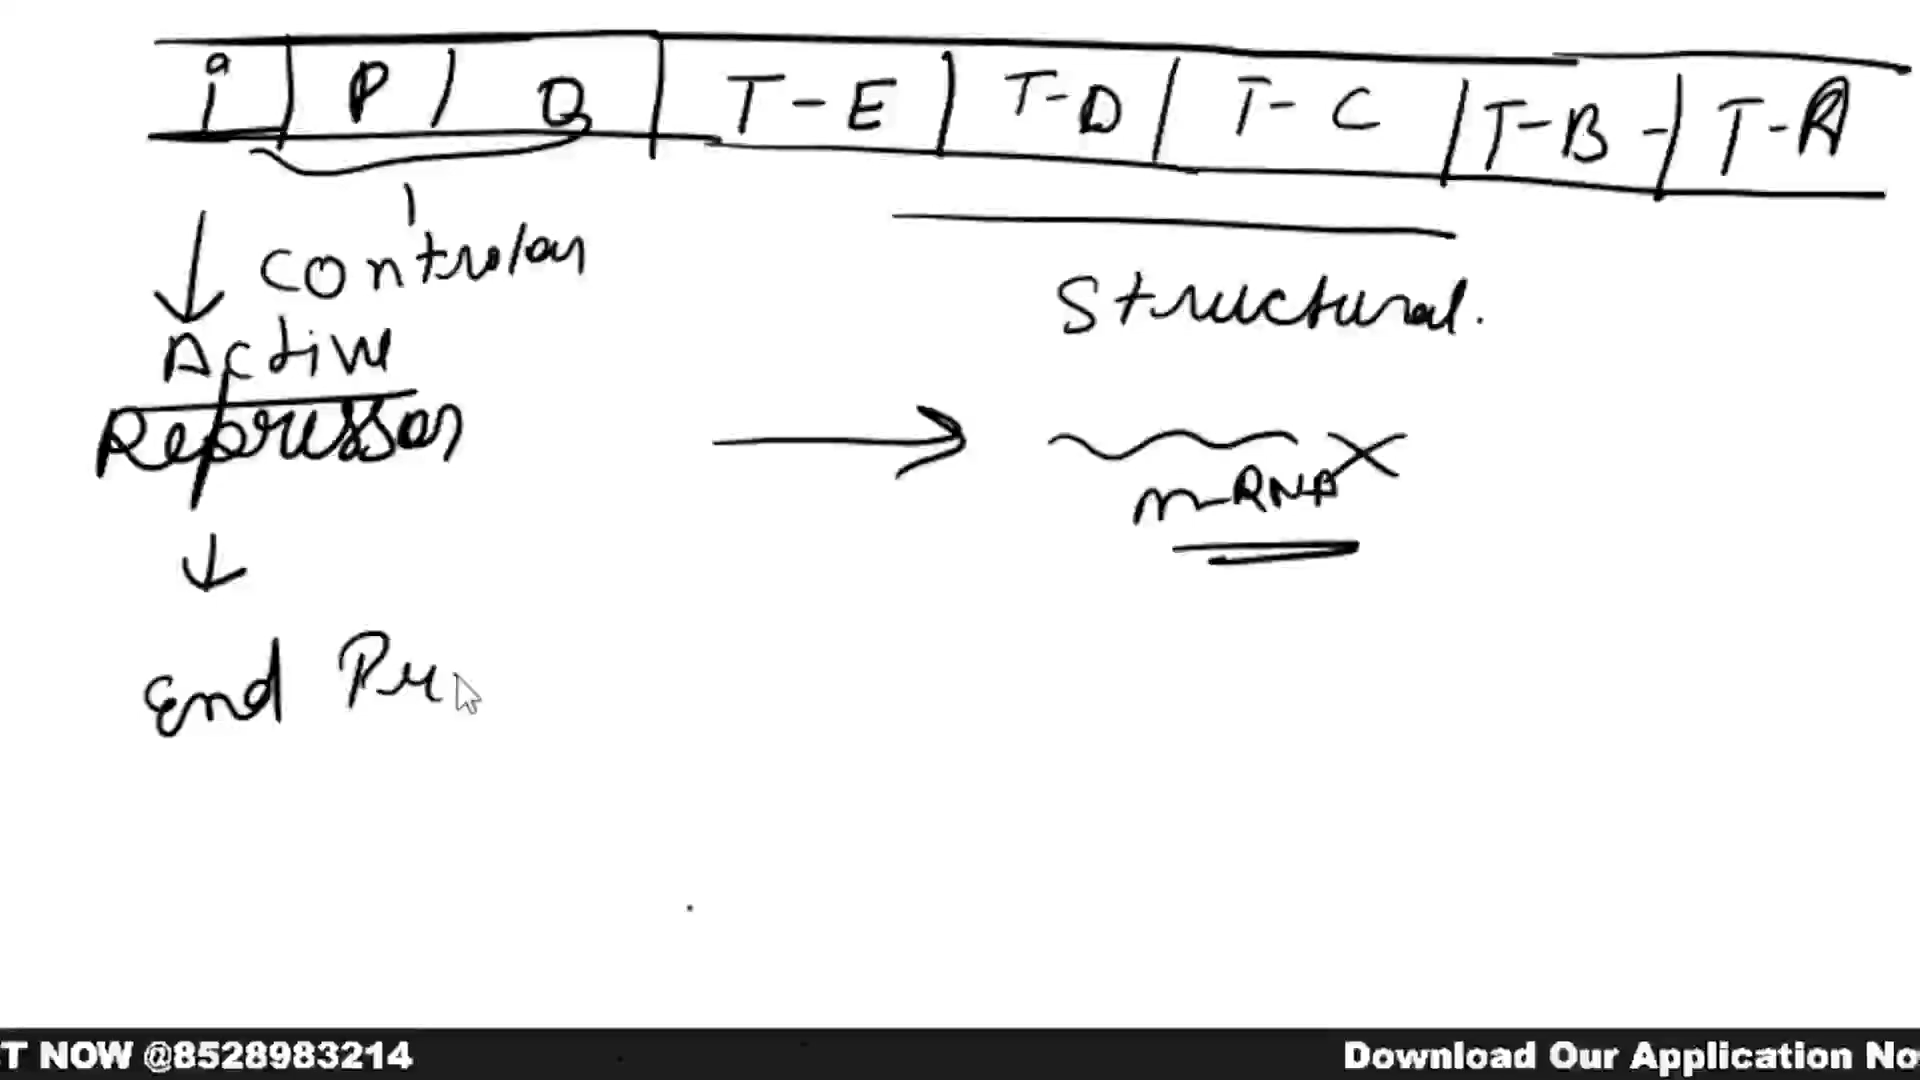 i P O T-E T-D T-C T-B- T-A
Controlar
Structural.
Active
Repressor
m-RNA
End Pr
T NOW @8528983214
Download Our Application No